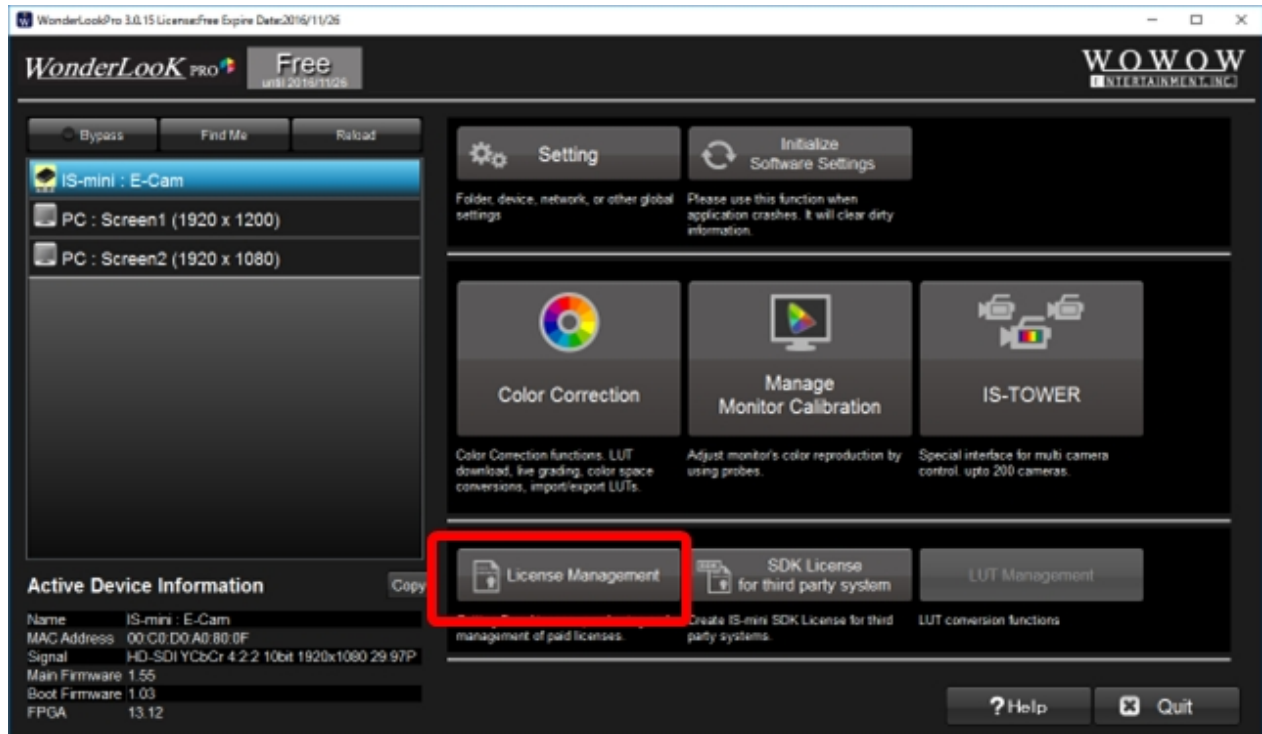 WonderLookPro 3.0.15 License:Free Expire Date:2016/11/26
WonderLooK PRO
Free
until 2016/11/26
WOWOW
ENTERTAINMENT, INC.
Bypass
Find Me
Reload
IS-mini : E-Cam
PC : Screen1 (1920 x 1200)
PC : Screen2 (1920 x 1080)
Active Device Information
Copy
Name IS-mini : E-Cam
MAC Address 00:C0:D0:A0:80:0F
Signal HD-SDI YCbCr 4:2:2 10bit 1920x1080 29.97P
Main Firmware 1.55
Boot Firmware 1.03
FPGA 13.12
Setting
Folder, device, network, or other global
settings
Initialize
Software Settings
Please use this function when
application crashes. It will clear dirty
information.
Color Correction
Color Correction functions. LUT
download, live grading, color space
conversions, import/export LUTs.
Manage
Monitor Calibration
Adjust monitor's color reproduction by
using probes.
IS-TOWER
Special interface for multi camera
control. upto 200 cameras.
License Management
management of paid licenses.
SDK License
for third party system
Create IS-mini SDK License for third
party systems.
LUT Management
LUT conversion functions
? Help
Quit